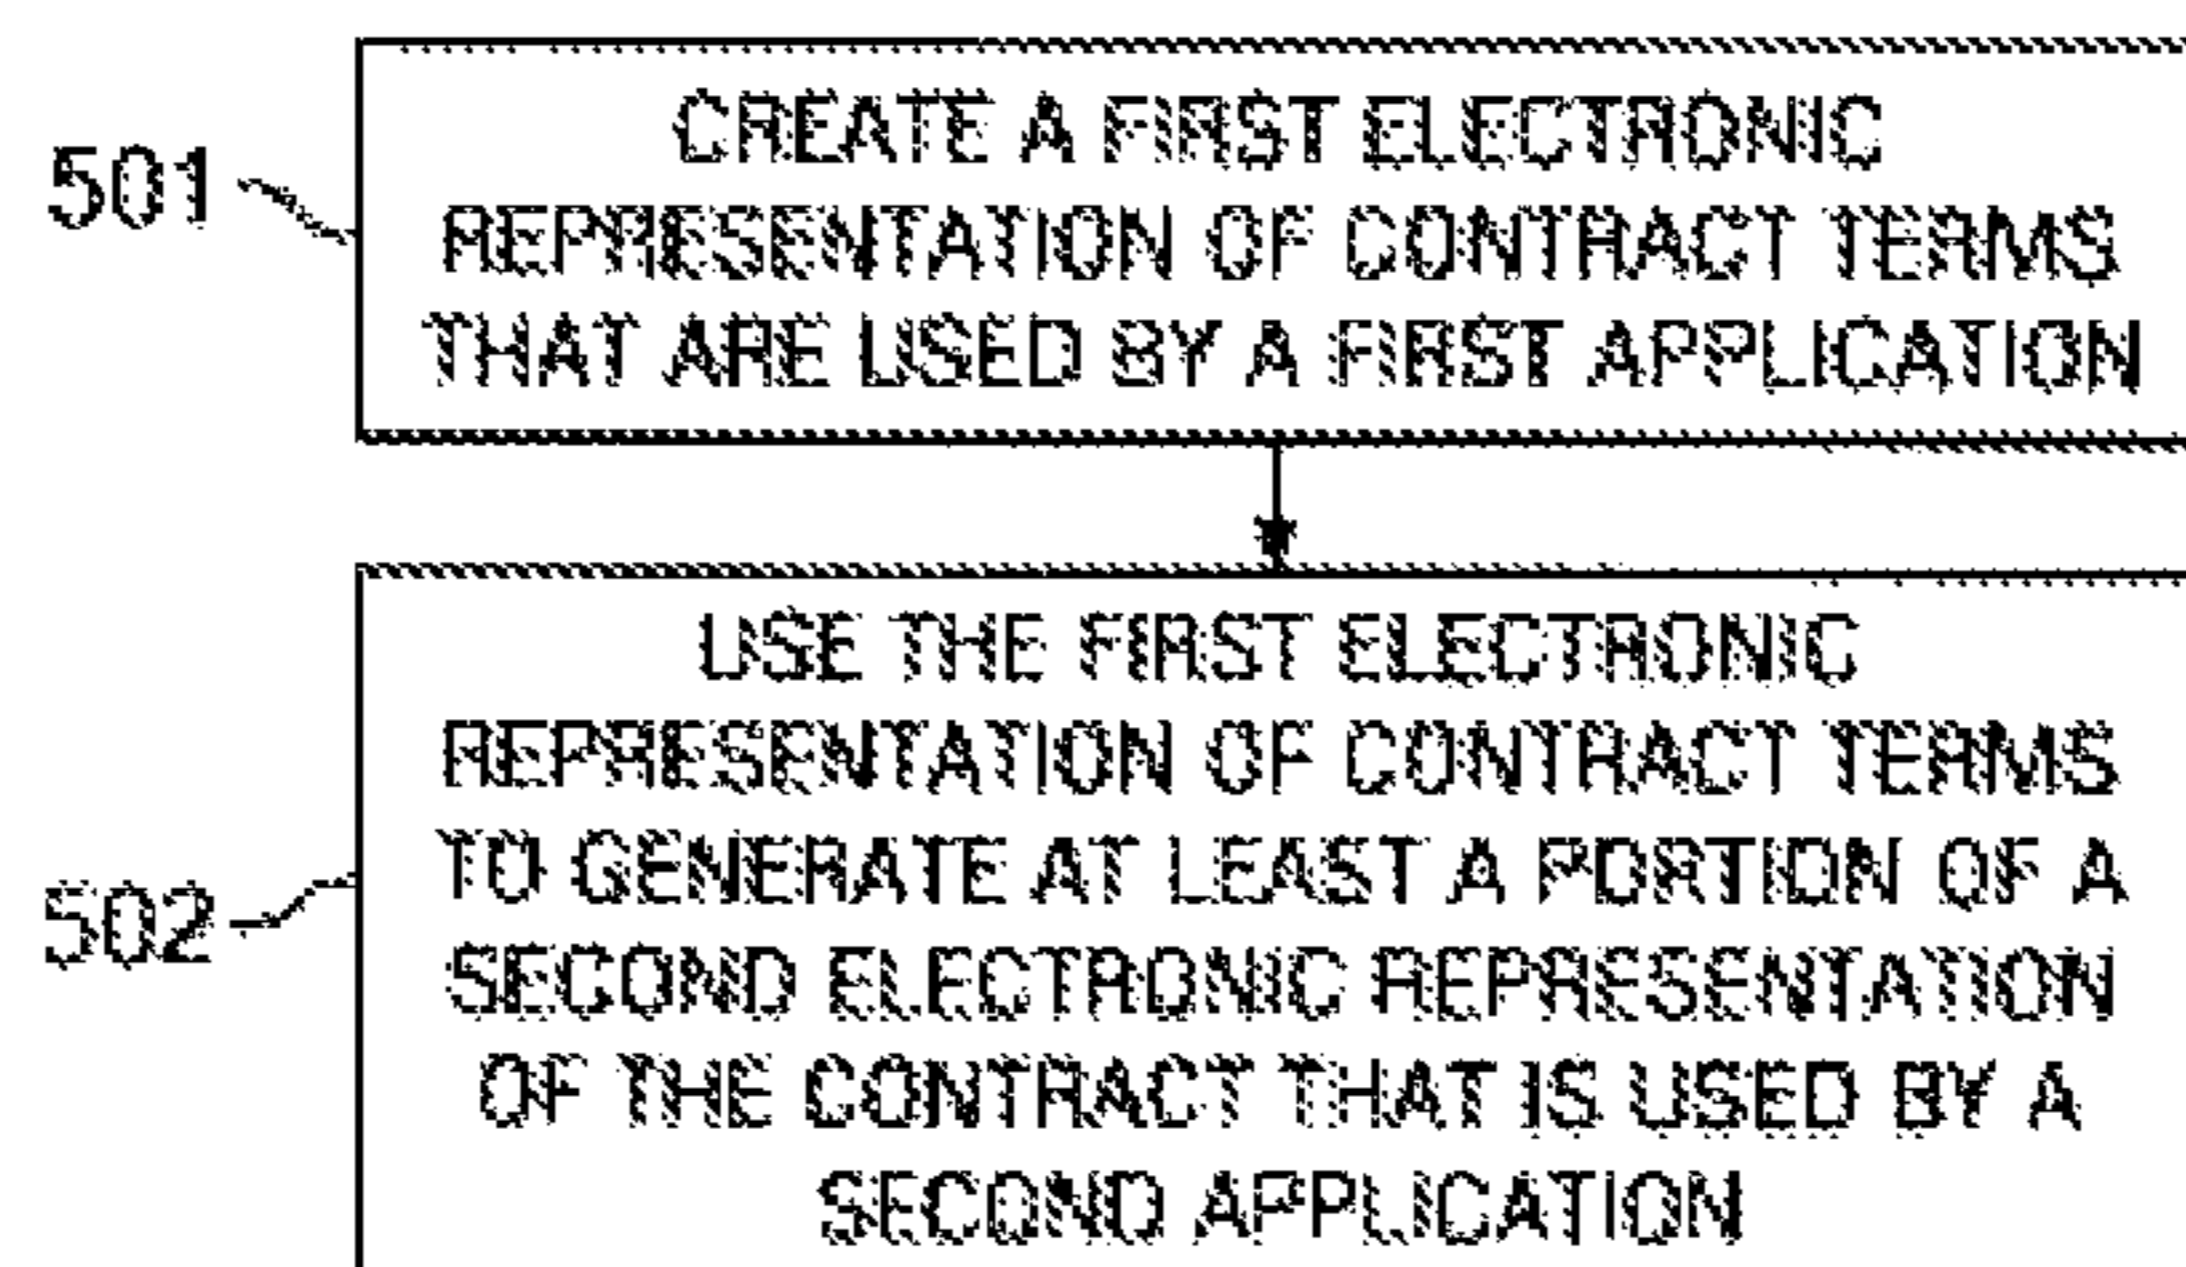 501
CREATE A FIRST ELECTRONIC
REPRESENTATION OF CONTRACT TERMS
THAT ARE USED BY A FIRST APPLICATION
502
USE THE FIRST ELECTRONIC
REPRESENTATION OF CONTRACT TERMS
TO GENERATE AT LEAST A PORTION OF A
SECOND ELECTRONIC REPRESENTATION
OF THE CONTRACT THAT IS USED BY A
SECOND APPLICATION